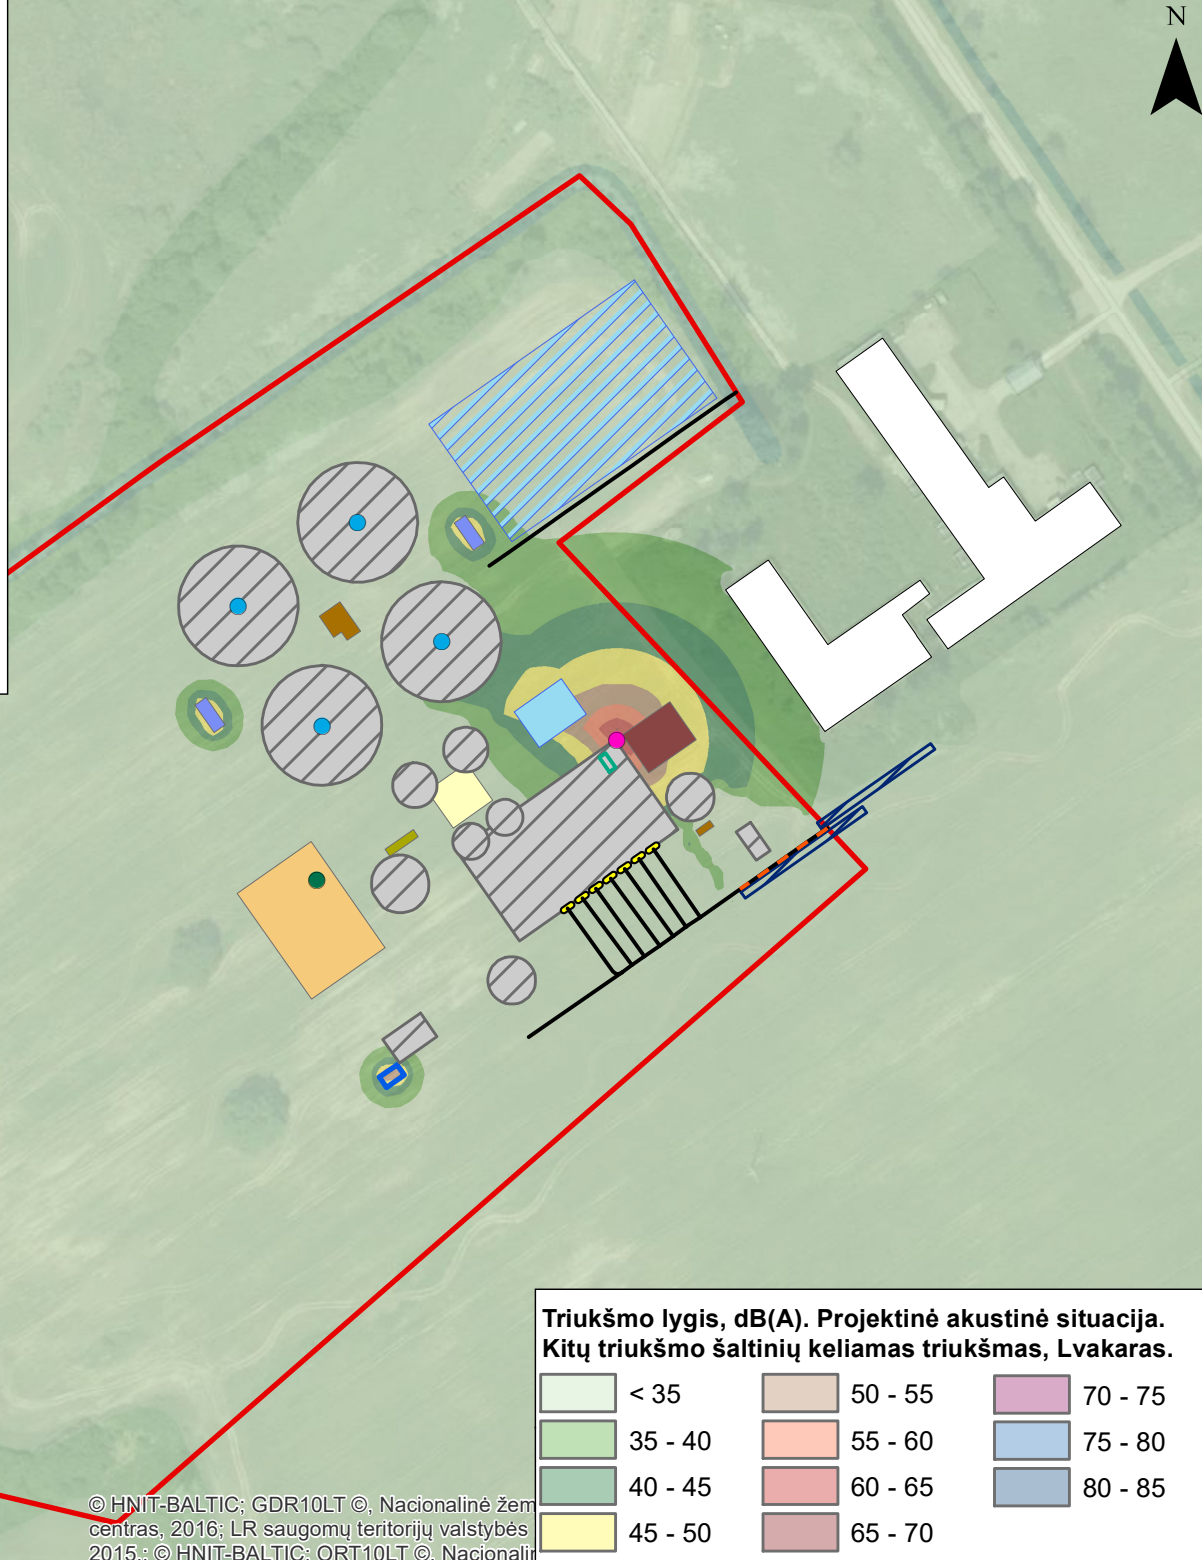 N
Triukšmo lygis, dB(A). Projektinė akustinė situacija.
Kitų triukšmo šaltinių keliamas triukšmas, Lvakaras.
< 35
50 - 55
70 - 75
35 - 40
55 - 60
75 - 80
40 - 45
60 - 65
80 - 85
45 - 50
65 - 70
© HNIT-BALTIC; GDR10LT ©, Nacionalinė žem
centras, 2016; LR saugomų teritorijų valstybės
2015.; © HNIT-BALTIC; ORT10LT ©, Nacionalin